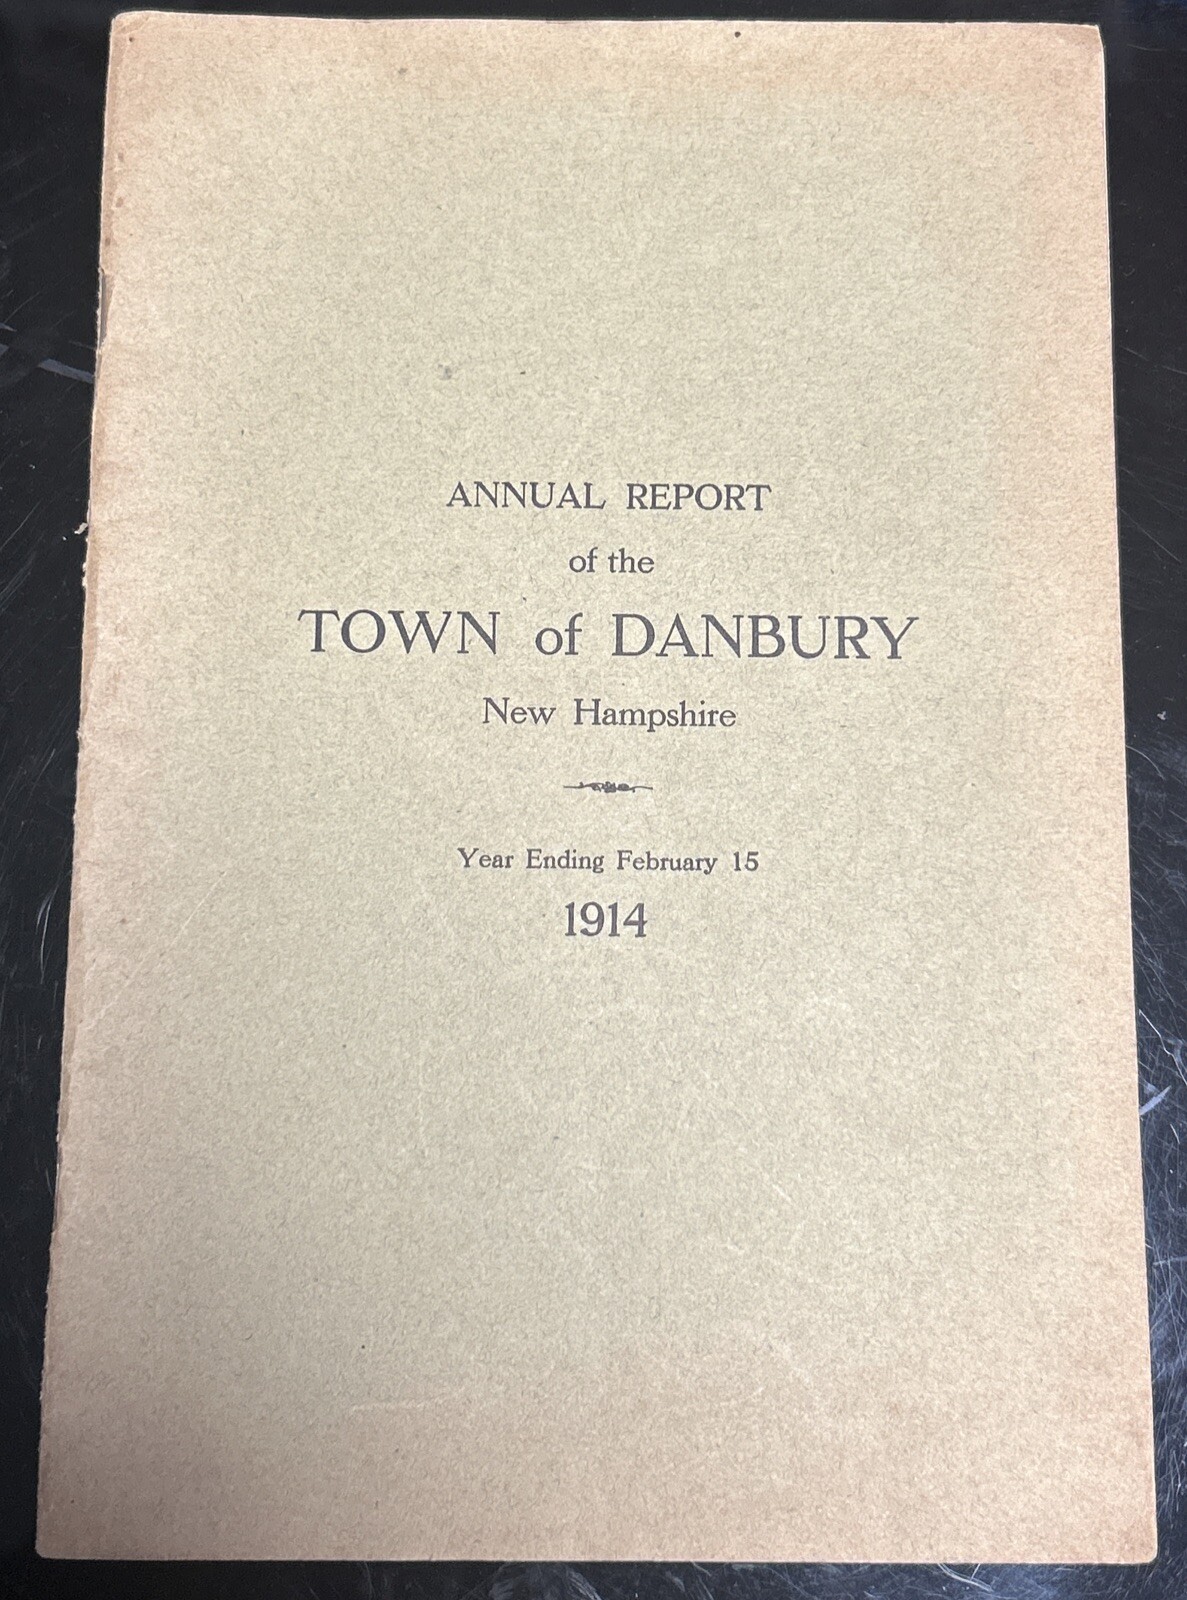 ANNUAL REPORT
of the
TOWN of DANBURY
New Hampshire
Year Ending February 15
1914